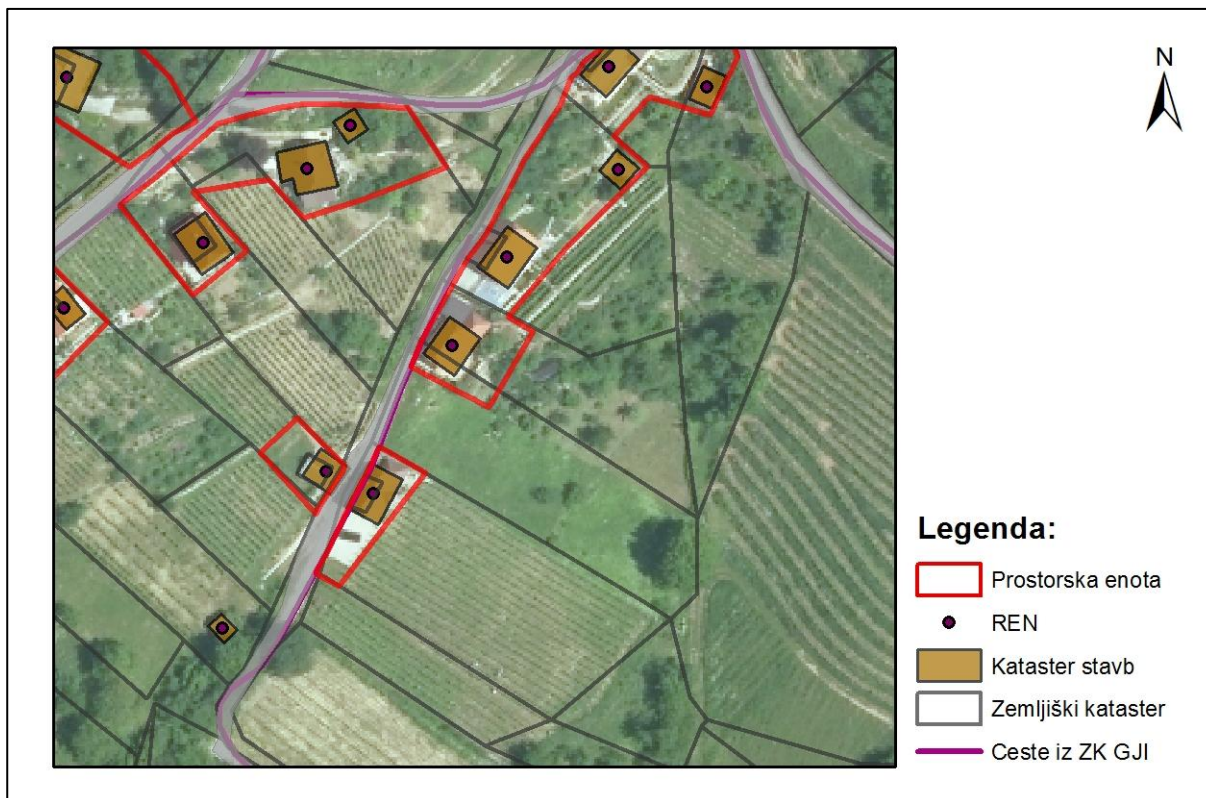 N
Legenda:
Prostorska enota
REN
Kataster stavb
Zemljiški kataster
Ceste iz ZK GJI